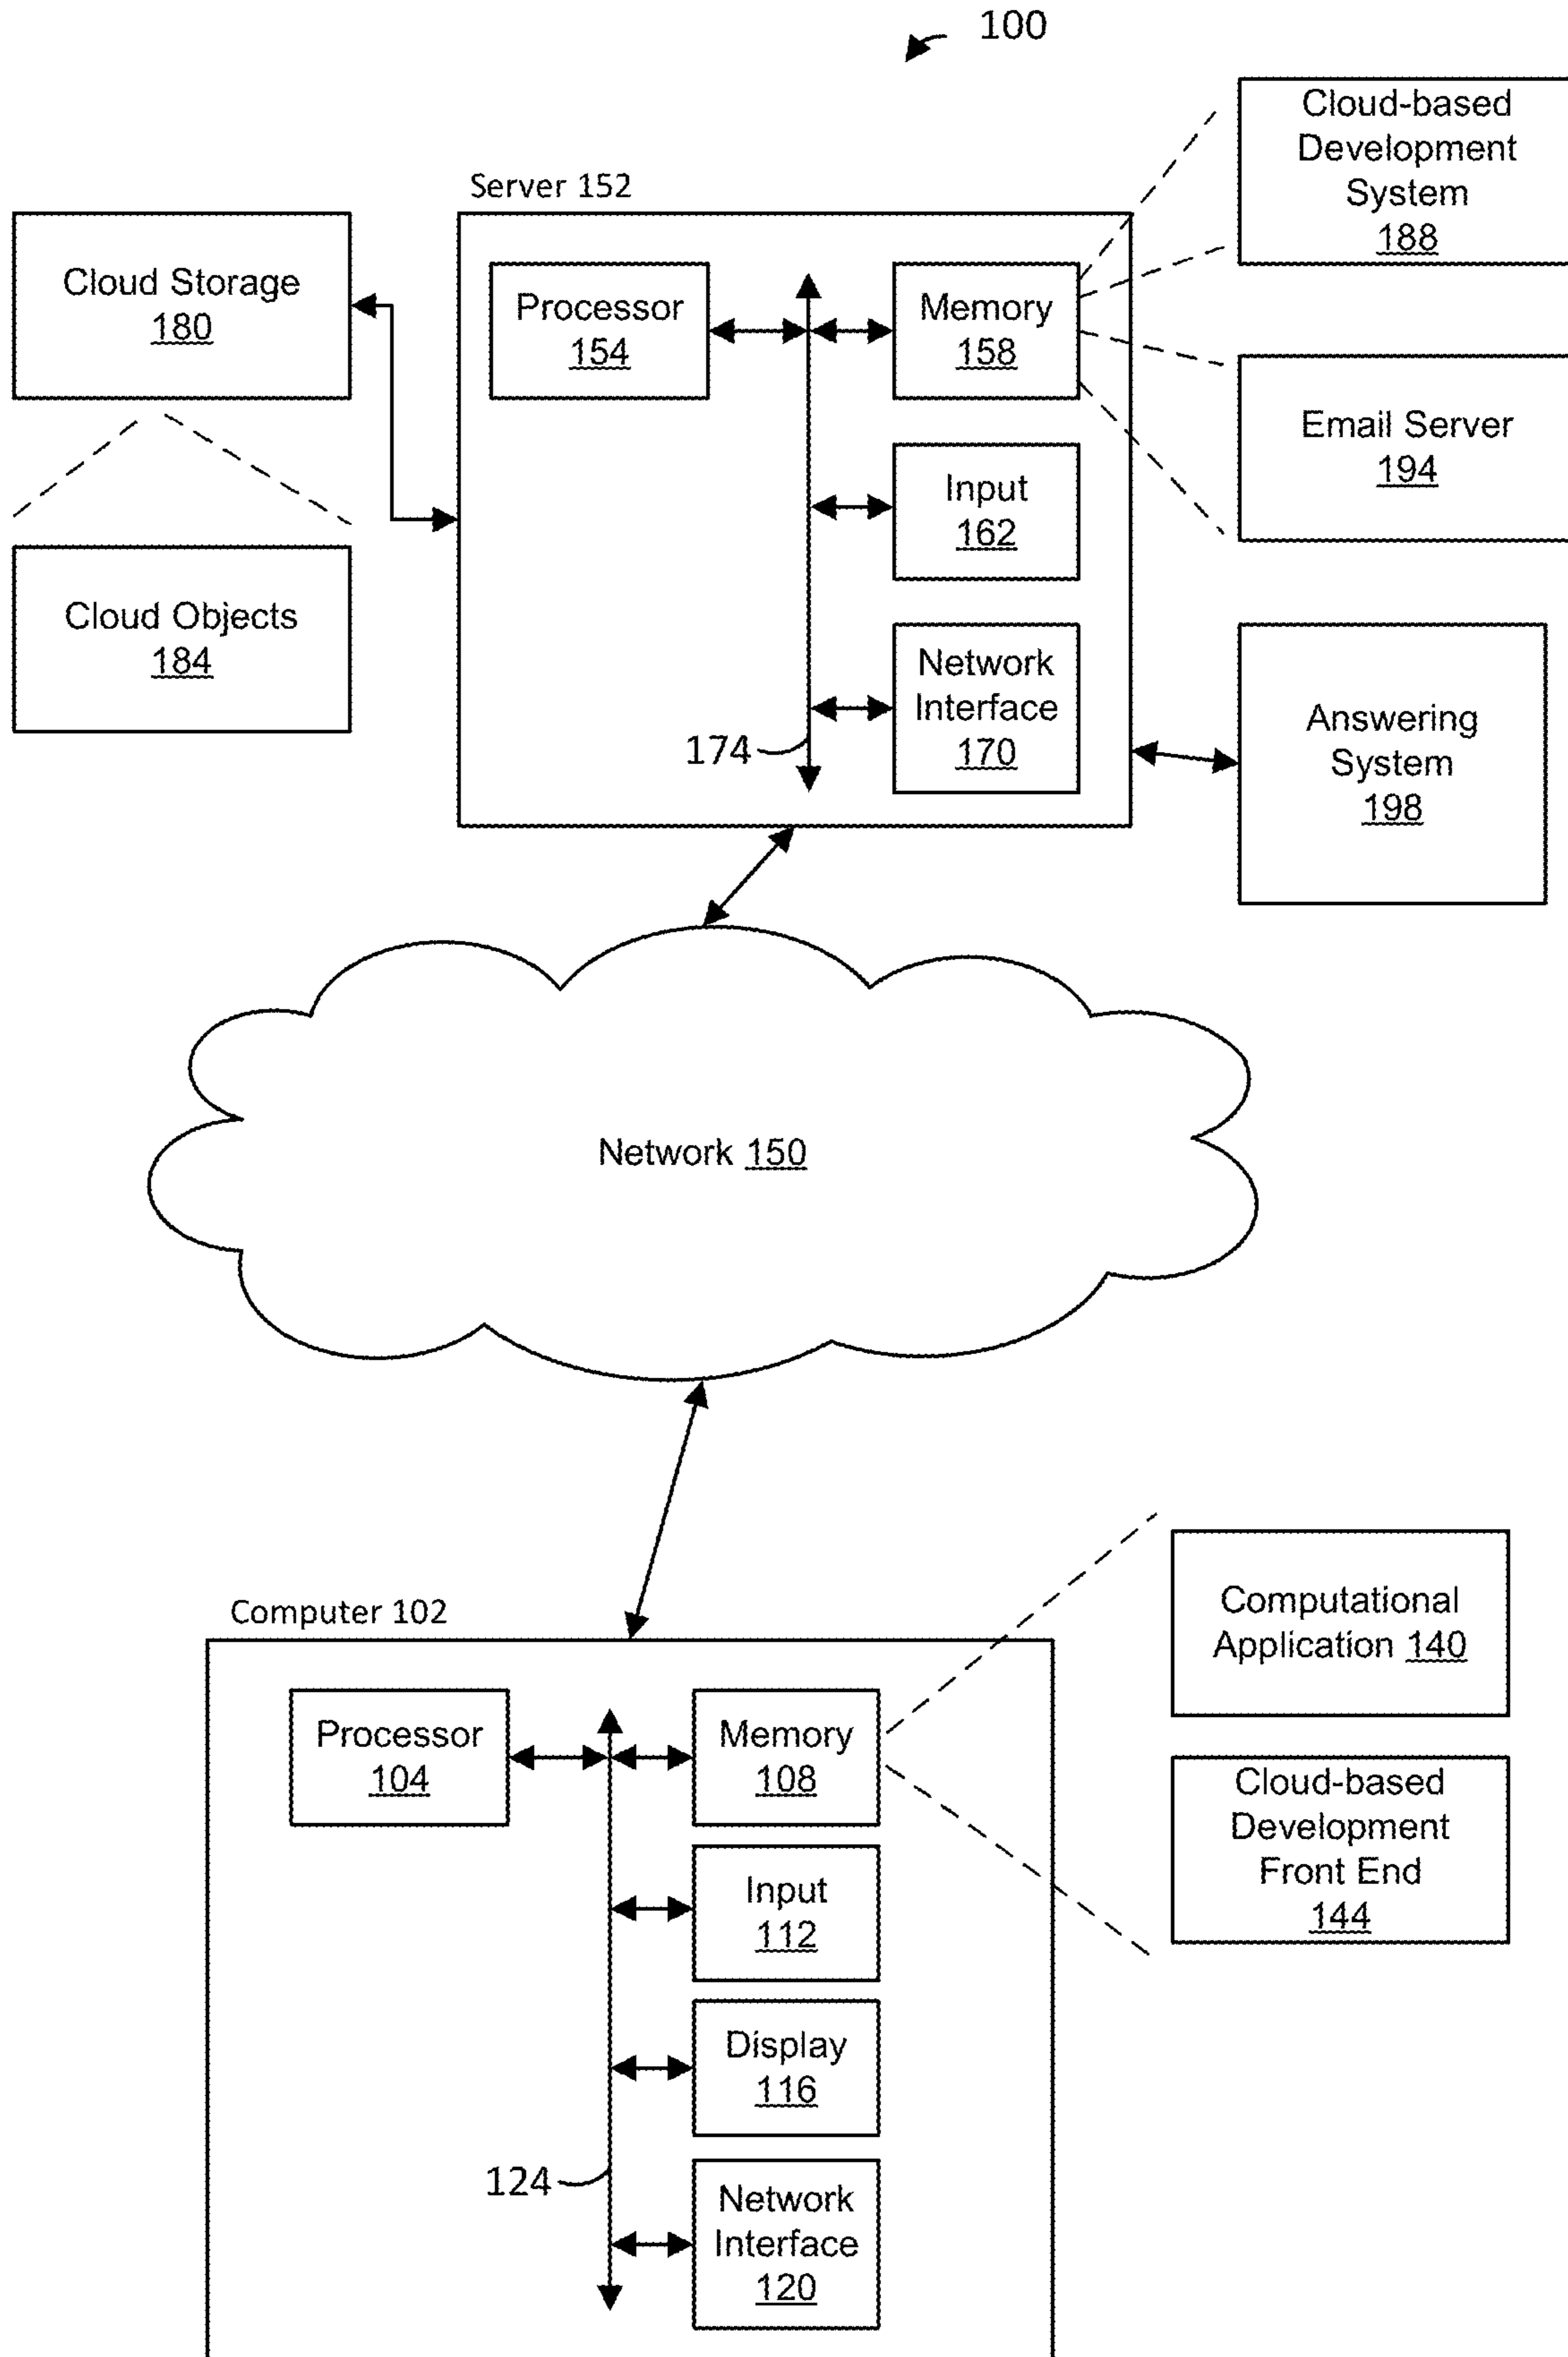 100
Cloud-based
Development
System
188
Server 152
Cloud Storage
180
Processor
154
Memory
158
Email Server
194
Input
162
Cloud Objects
184
Network
Interface
170
174
Answering
System
198
Network 150
Computer 102
Computational
Application 140
Processor
104
Memory
108
Cloud-based
Development
Front End
144
Input
112
Display
116
124
Network
Interface
120